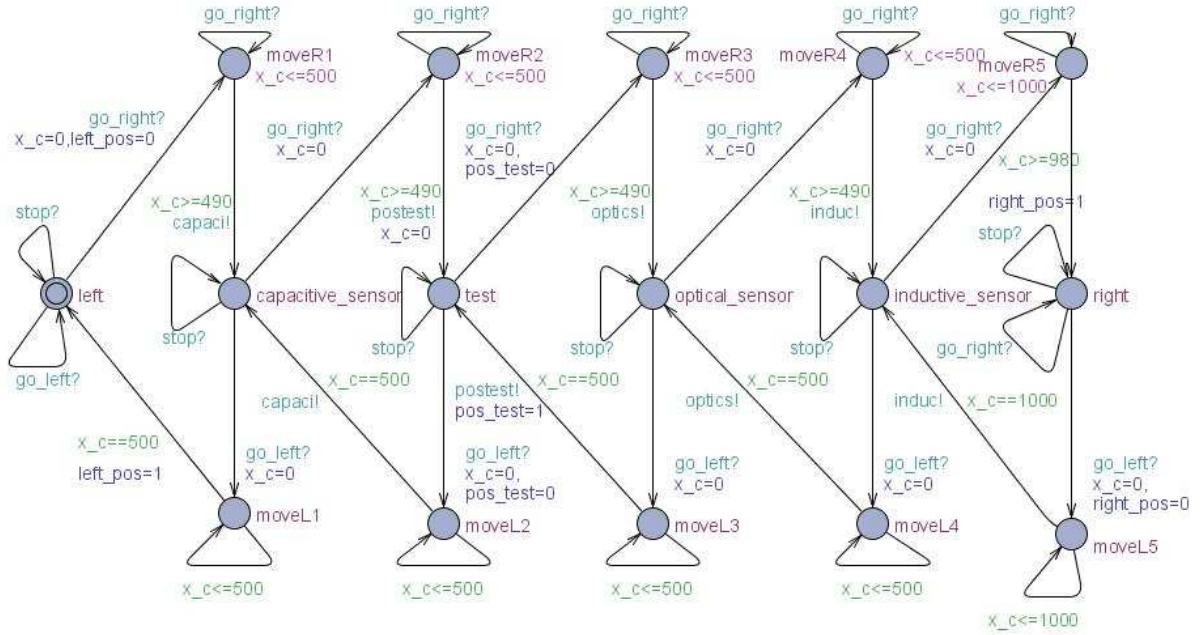 go_right?
go_right?
go_right?
go_right?
go_right?
moveR1
x_c<=500
moveR2
x_c<=500
moveR3
x_c<=500
moveR4
x_c<=500
moveR5
x_c<=1000
go_right?
x_c=0,left_pos=0
go_right?
x_c=0
go_right?
x_c=0,
pos_test=0
go_right?
x_c=0
go_right?
x_c=0
x_c>=980
right_pos=1
x_c>=490
capaci!
x_c>=490
postest!
x_c=0
x_c>=490
optics!
x_c>=490
induc!
stop?
stop?
left
capacitive_sensor
test
optical_sensor
inductive_sensor
right
stop?
stop?
stop?
stop?
go_right?
go_left?
x_c==500
x_c==500
x_c==500
x_c==1000
capaci!
postest!
pos_test=1
optics!
induc!
x_c==500
left_pos=1
go_left?
x_c=0
go_left?
x_c=0,
pos_test=0
go_left?
x_c=0
go_left?
x_c=0
go_left?
x_c=0,
right_pos=0
moveL1
moveL2
moveL3
moveL4
moveL5
x_c<=500
x_c<=500
x_c<=500
x_c<=500
x_c<=1000